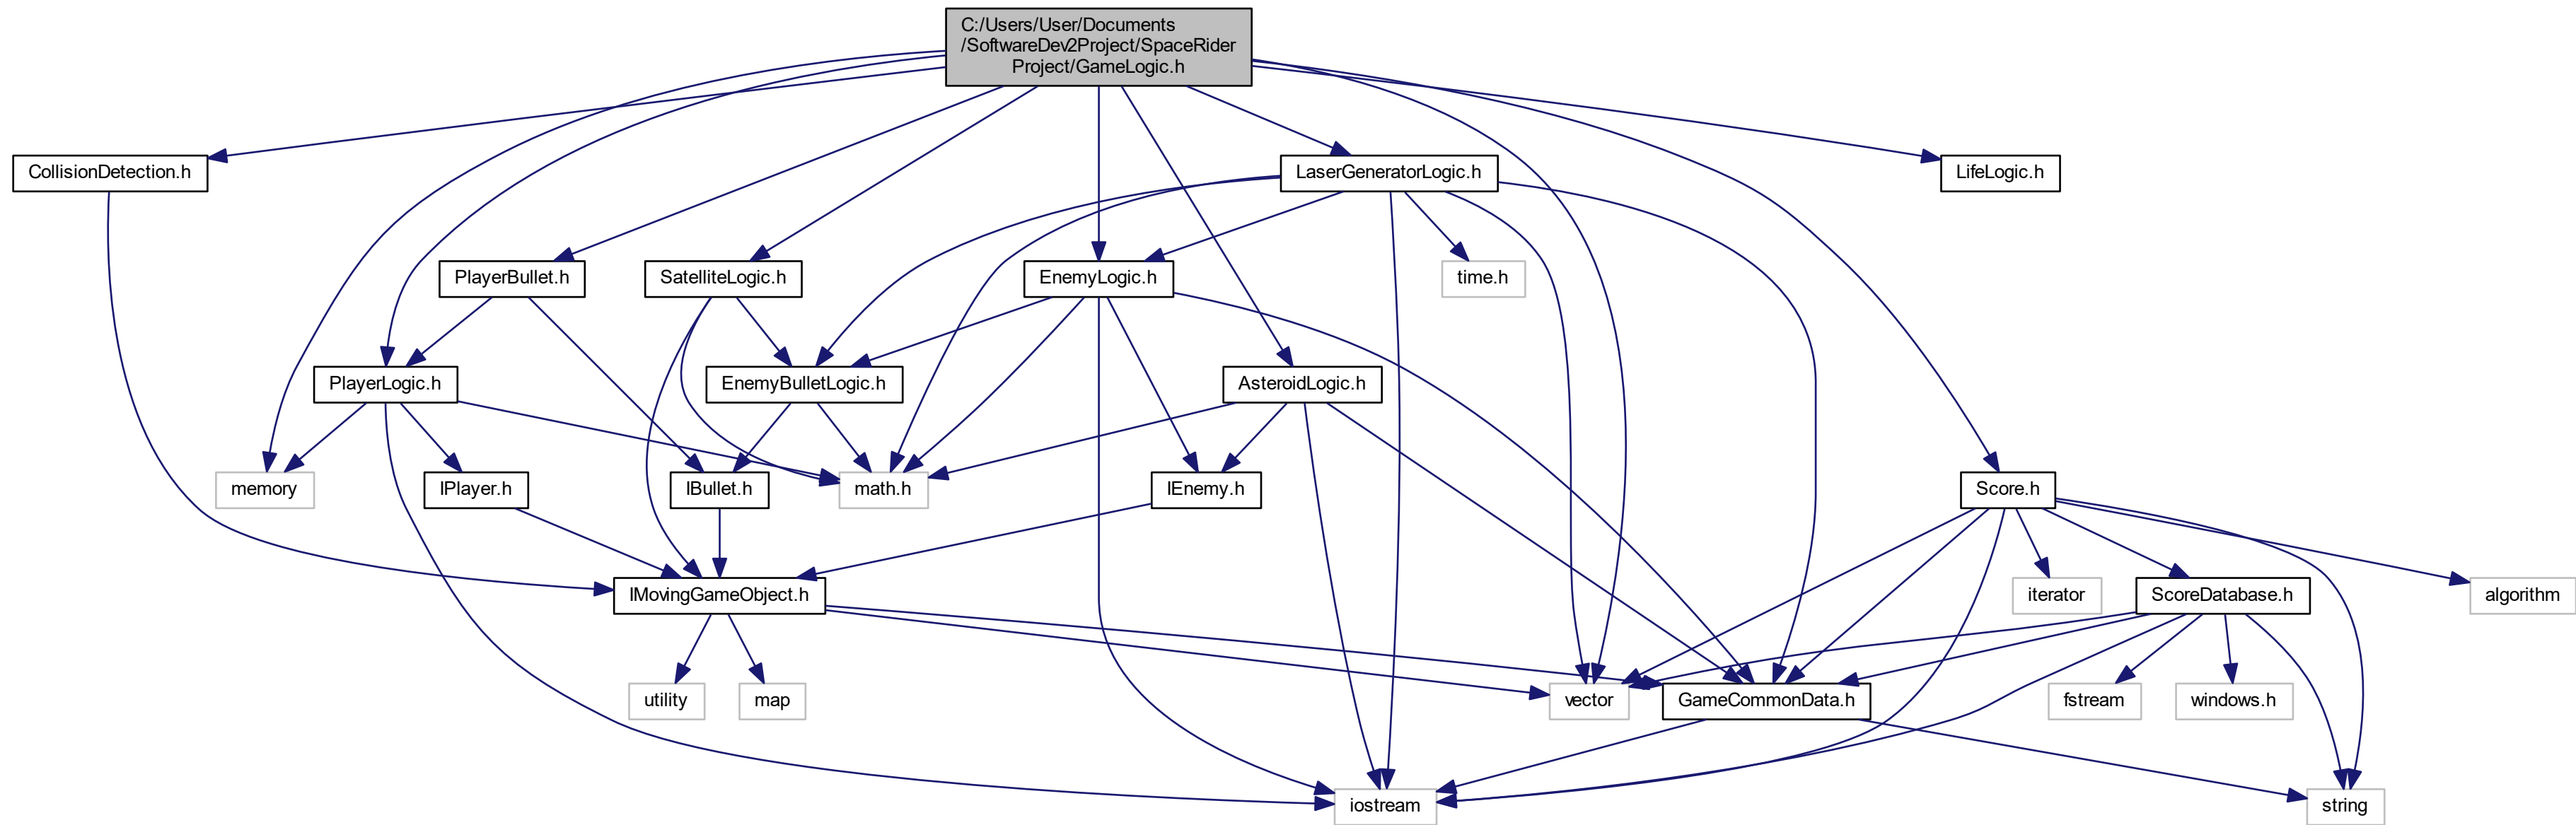 C:/Users/User/Documents
/SoftwareDev2Project/SpaceRider
Project/GameLogic.h
CollisionDetection.h
LaserGeneratorLogic.h
LifeLogic.h
PlayerBullet.h
SatelliteLogic.h
EnemyLogic.h
time.h
PlayerLogic.h
EnemyBulletLogic.h
AsteroidLogic.h
memory
IPlayer.h
IBullet.h
math.h
IEnemy.h
Score.h
IMovingGameObject.h
iterator
ScoreDatabase.h
algorithm
utility
map
vector
GameCommonData.h
fstream
windows.h
iostream
string